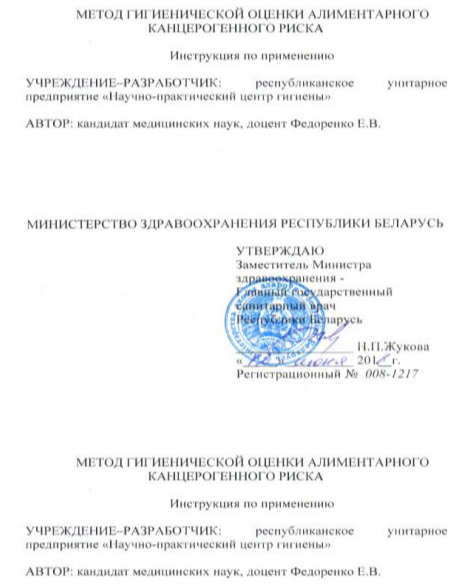 МЕТОД ГИГИЕНИЧЕСКОЙ ОЦЕНКИ АЛИМЕНТАРНОГО
КАНЦЕРОГЕННОГО РИСКА
Инструкция по применению
УЧРЕЖДЕНИЕ–РАЗРАБОТЧИК: республиканское унитарное
предприятие «Научно-практический центр гигиены»
АВТОР: кандидат медицинских наук, доцент Федоренко Е.В.
МИНИСТЕРСТВО ЗДРАВООХРАНЕНИЯ РЕСПУБЛИКИ БЕЛАРУСЬ
УТВЕРЖДАЮ
Заместитель Министра
здравоохранения -
Главный государственный
санитарный врач
Республики Беларусь
Н.П.Жукова
« » июня 201 г.
Регистрационный № 008-1217
МЕТОД ГИГИЕНИЧЕСКОЙ ОЦЕНКИ АЛИМЕНТАРНОГО
КАНЦЕРОГЕННОГО РИСКА
Инструкция по применению
УЧРЕЖДЕНИЕ–РАЗРАБОТЧИК: республиканское унитарное
предприятие «Научно-практический центр гигиены»
АВТОР: кандидат медицинских наук, доцент Федоренко Е.В.